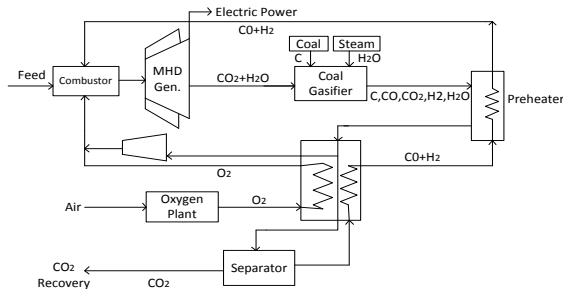 Electric Power
C0+H2
Coal
Steam
C
H2O
Feed
Combustor
MHD
Gen.
CO2+H2O
Coal
Gasifier
C,CO,CO2,H2,H2O
Preheater
C0+H2
O2
Air
Oxygen
Plant
O2
CO2
Recovery
CO2
Separator